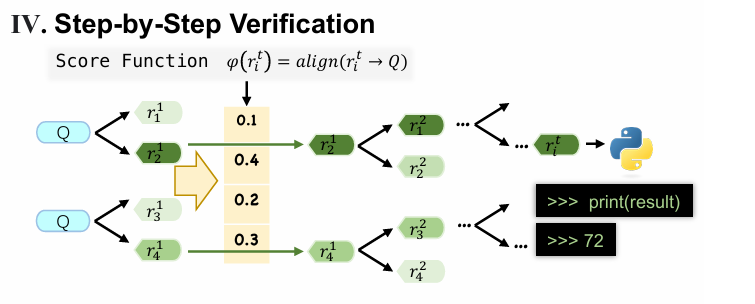 IV. Step-by-Step Verification
Score Function φ(r_i^t) = align(r_i^t → Q)
Q
r_1^1
r_2^1
Q
r_3^1
r_4^1
0.1
0.4
0.2
0.3
r_2^1
r_4^1
r_1^2
r_2^2
r_3^2
r_4^2
...
...
r_i^t
...
...
>>> print(result)
>>> 72